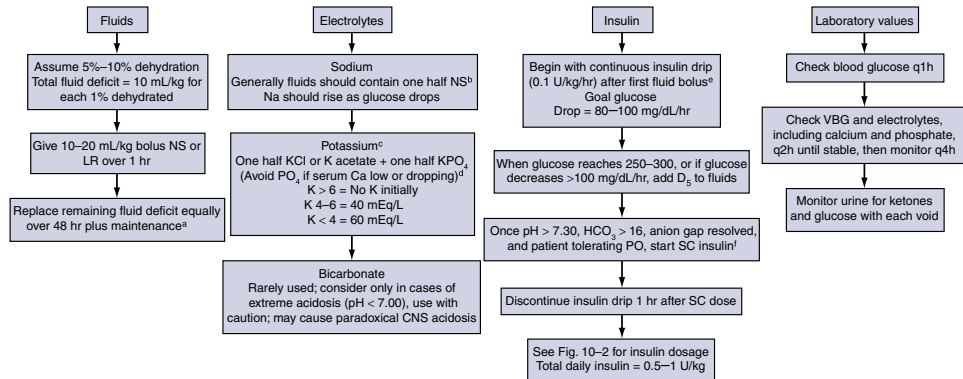 Fluids
Assume 5%–10% dehydration
Total fluid deficit = 10 mL/kg for
each 1% dehydrated
Give 10–20 mL/kg bolus NS or
LR over 1 hr
Replace remaining fluid deficit equally
over 48 hr plus maintenanceᵃ
Electrolytes
Sodium
Generally fluids should contain one half NSᵇ
Na should rise as glucose drops
Potassiumᶜ
One half KCl or K acetate + one half KPO₄
(Avoid PO₄ if serum Ca low or dropping)ᵈ
K > 6 = No K initially
K 4–6 = 40 mEq/L
K < 4 = 60 mEq/L
Bicarbonate
Rarely used; consider only in cases of
extreme acidosis (pH < 7.00), use with
caution; may cause paradoxical CNS acidosis
Insulin
Begin with continuous insulin drip
(0.1 U/kg/hr) after first fluid bolusᵉ
Goal glucose
Drop = 80–100 mg/dL/hr
When glucose reaches 250–300, or if glucose
decreases >100 mg/dL/hr, add D₅ to fluids
Once pH > 7.30, HCO₃ > 16, anion gap resolved,
and patient tolerating PO, start SC insulinᶠ
Discontinue insulin drip 1 hr after SC dose
See Fig. 10–2 for insulin dosage
Total daily insulin = 0.5–1 U/kg
Laboratory values
Check blood glucose q1h
Check VBG and electrolytes,
including calcium and phosphate,
q2h until stable, then monitor q4h
Monitor urine for ketones
and glucose with each void